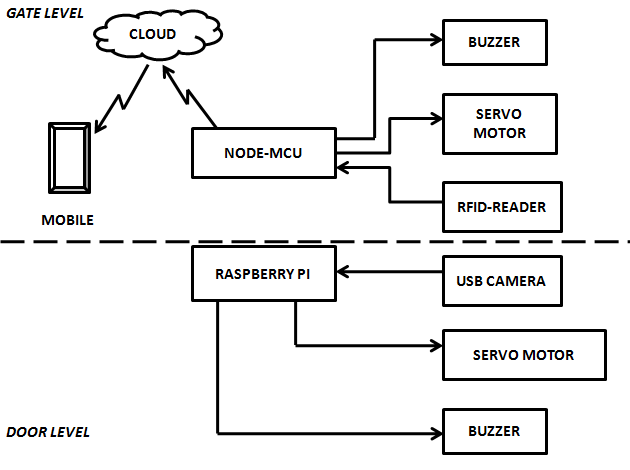 GATE LEVEL
CLOUD
BUZZER
SERVO
MOTOR
NODE-MCU
RFID-READER
MOBILE
RASPBERRY PI
USB CAMERA
SERVO MOTOR
BUZZER
DOOR LEVEL